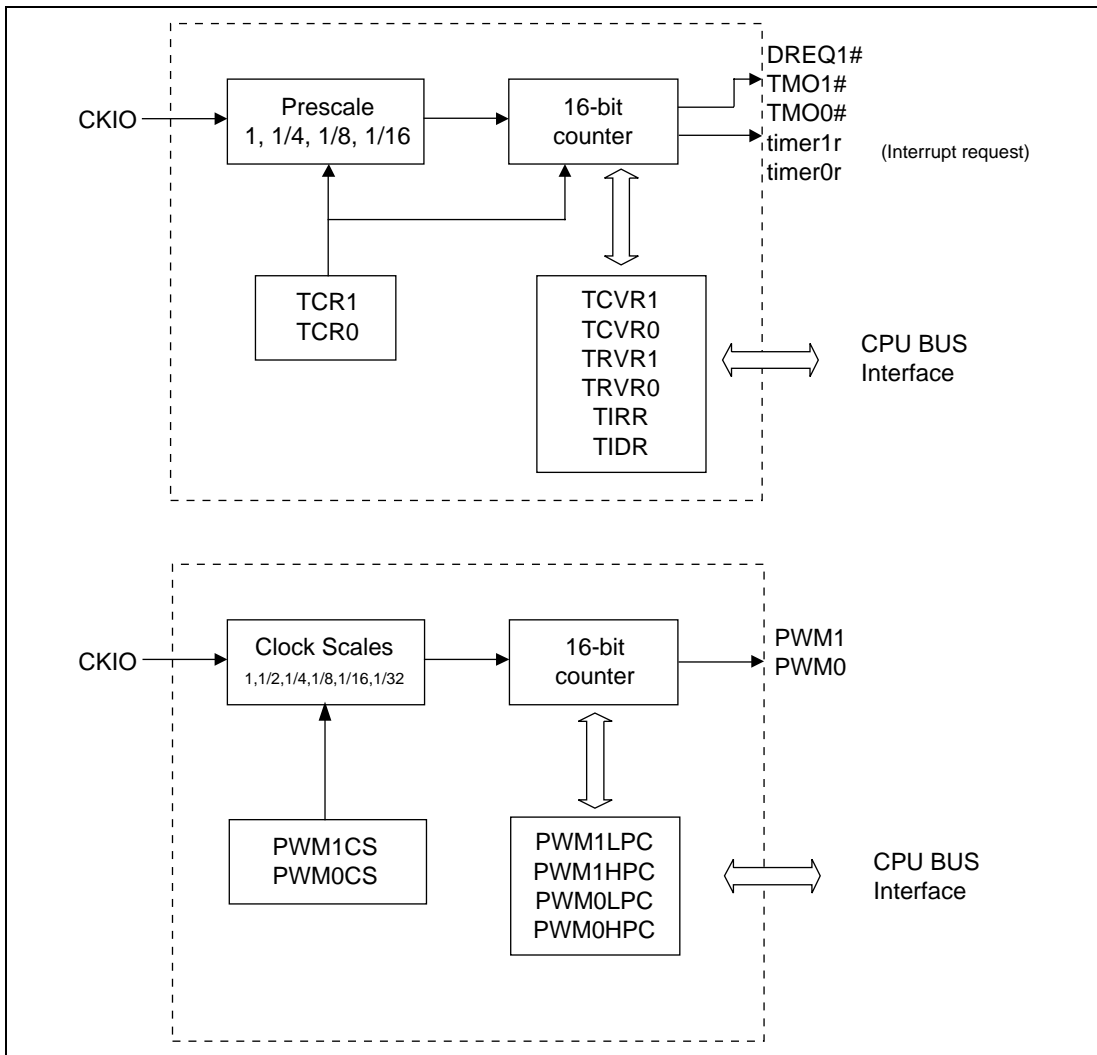 DREQ1#
TMO1#
TMO0#
timer1r
timer0r
(Interrupt request)
CKIO
Prescale
1, 1/4, 1/8, 1/16
16-bit
counter
TCR1
TCR0
TCVR1
TCVR0
TRVR1
TRVR0
TIRR
TIDR
CPU BUS
Interface
CKIO
Clock Scales
1,1/2,1/4,1/8,1/16,1/32
16-bit
counter
PWM1
PWM0
PWM1CS
PWM0CS
PWM1LPC
PWM1HPC
PWM0LPC
PWM0HPC
CPU BUS
Interface